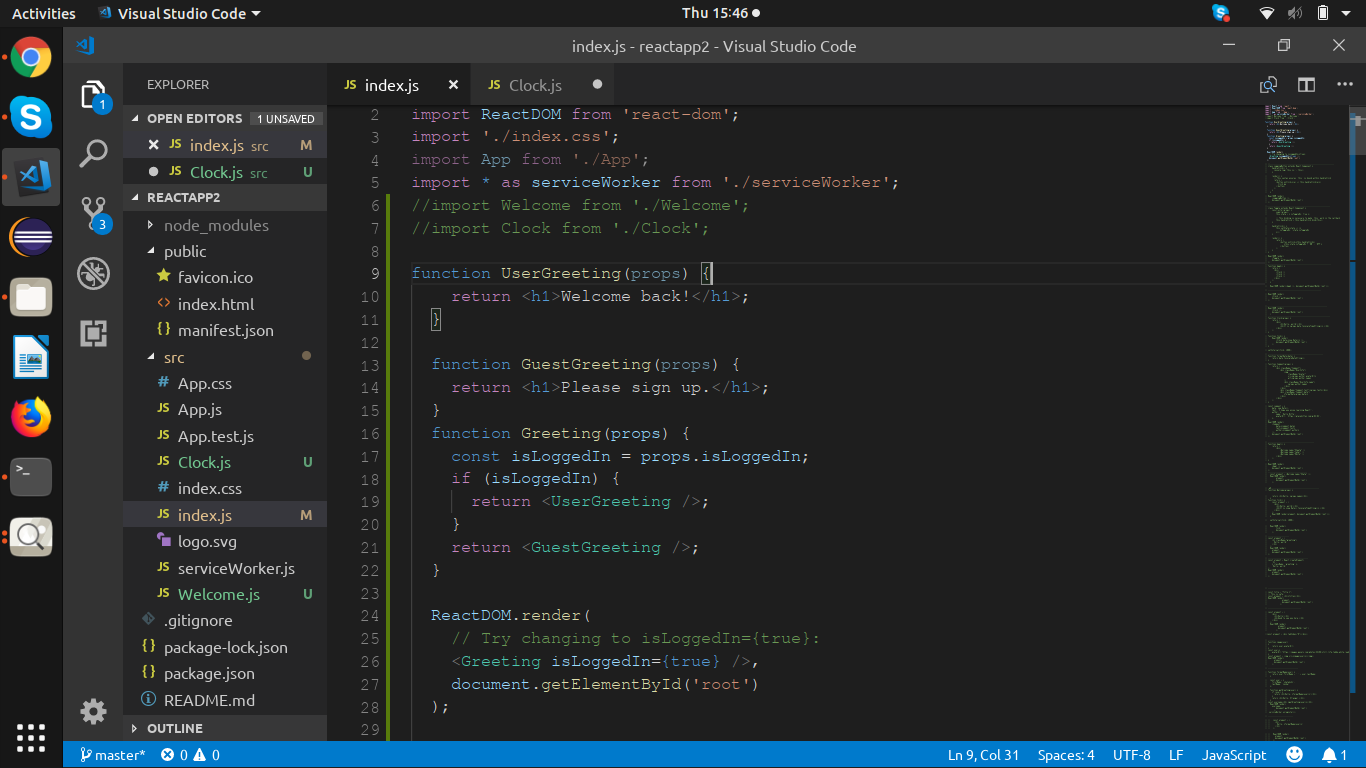 Activities Visual Studio Code Thu 15:46
index.js - reactapp2 - Visual Studio Code
EXPLORER
OPEN EDITORS 1 UNSAVED
JS index.js src M
JS Clock.js src U
REACTAPP2
node_modules
public
favicon.ico
<> index.html
{} manifest.json
src
# App.css
JS App.js
JS App.test.js
JS Clock.js U
# index.css
JS index.js M
logo.svg
JS serviceWorker.js
JS Welcome.js U
.gitignore
{} package-lock.json
{} package.json
README.md
OUTLINE
1
3
JS index.js JS Clock.js
2 import ReactDOM from 'react-dom';
3 import './index.css';
4 import App from './App';
5 import * as serviceWorker from './serviceWorker';
6 //import Welcome from './Welcome';
7 //import Clock from './Clock';
8
9 function UserGreeting(props) {
10 return <h1>Welcome back!</h1>;
11 }
12
13 function GuestGreeting(props) {
14 return <h1>Please sign up.</h1>;
15 }
16 function Greeting(props) {
17 const isLoggedIn = props.isLoggedIn;
18 if (isLoggedIn) {
19 return <UserGreeting />;
20 }
21 return <GuestGreeting />;
22 }
23
24 ReactDOM.render(
25 // Try changing to isLoggedIn={true}:
26 <Greeting isLoggedIn={true} />,
27 document.getElementById('root')
28 );
29
master* 0 0 Ln 9, Col 31 Spaces: 4 UTF-8 LF JavaScript 1